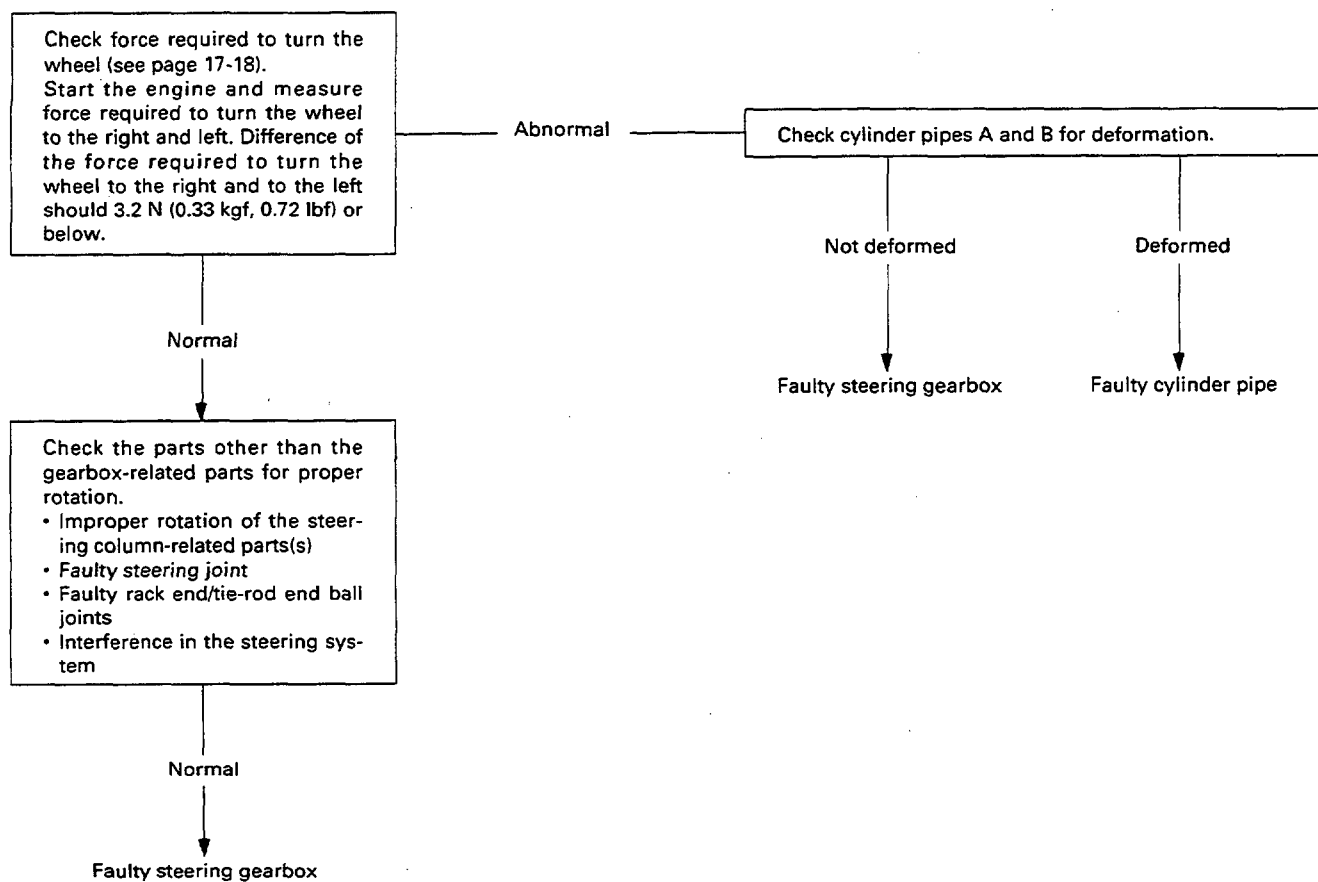 Check force required to turn the
wheel (see page 17-18).
Start the engine and measure
force required to turn the wheel
to the right and left. Difference of
the force required to turn the
wheel to the right and to the left
should 3.2 N (0.33 kgf, 0.72 lbf) or
below.
Abnormal
Check cylinder pipes A and B for deformation.
Not deformed
Deformed
Normal
Faulty steering gearbox
Faulty cylinder pipe
Check the parts other than the
gearbox-related parts for proper
rotation.
• Improper rotation of the steer-
ing column-related parts(s)
• Faulty steering joint
• Faulty rack end/tie-rod end ball
joints
• Interference in the steering sys-
tem
Normal
Faulty steering gearbox